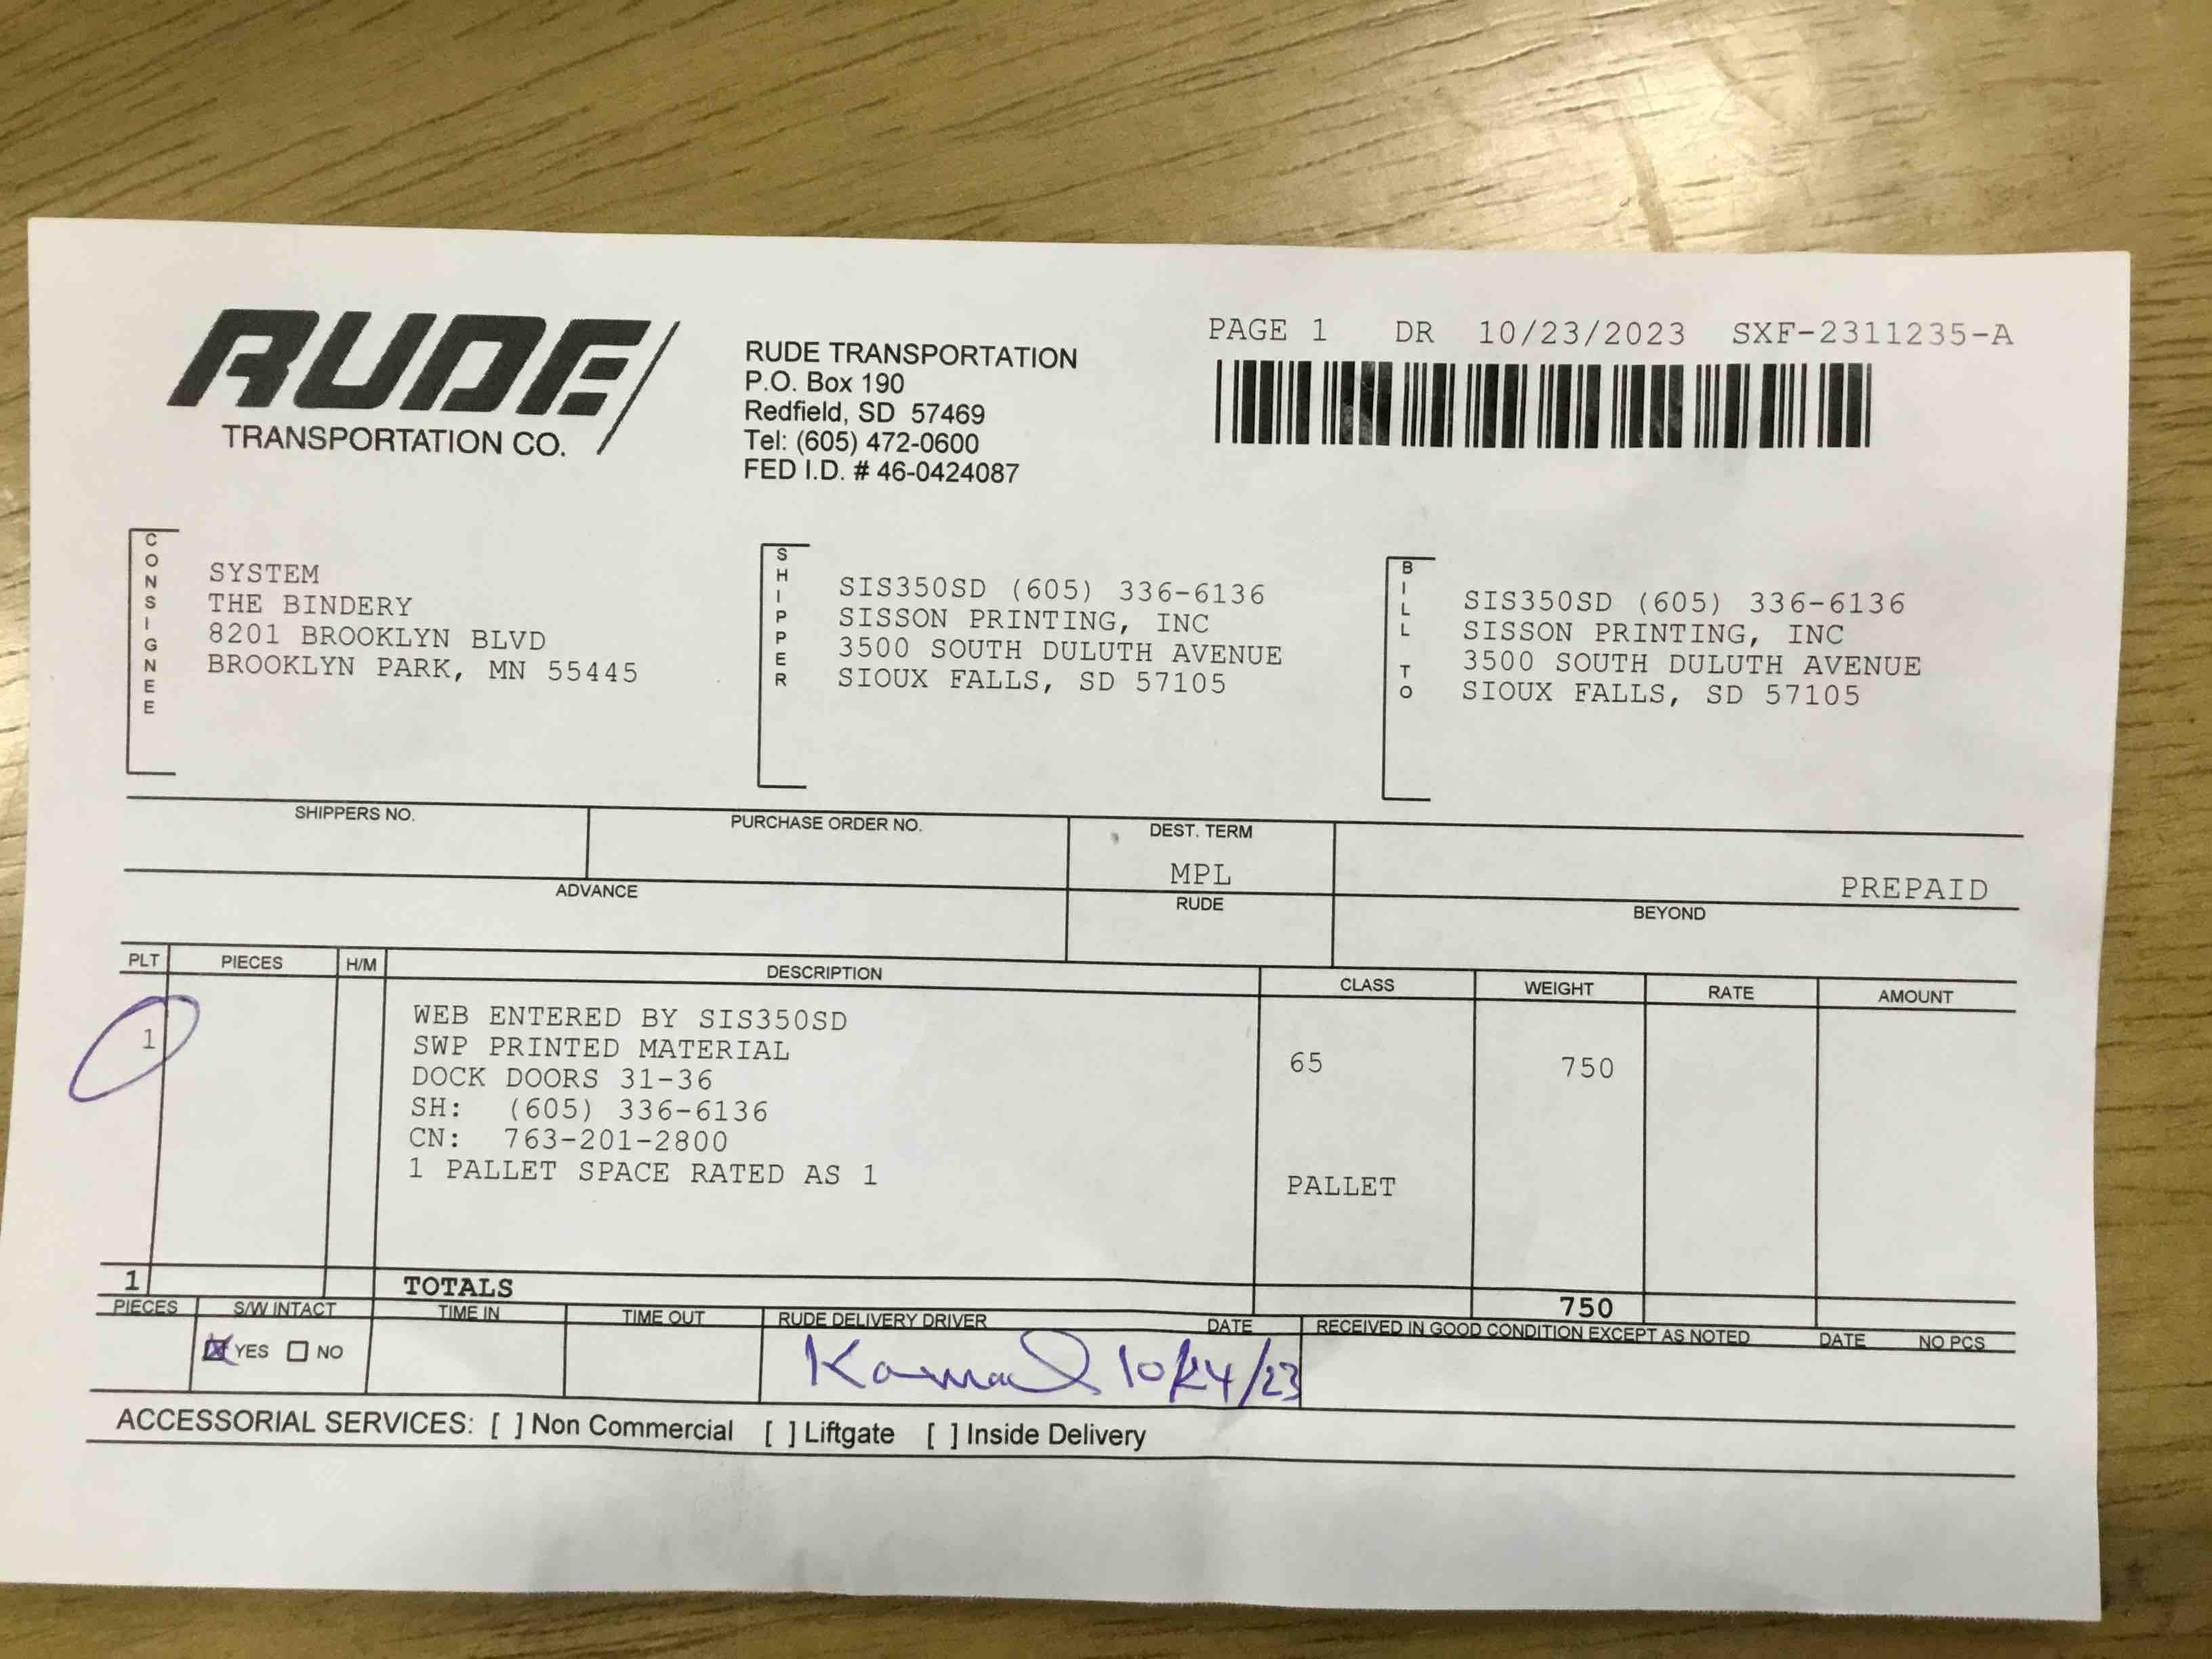 RUDE
TRANSPORTATION CO.
RUDE TRANSPORTATION
P.O. Box 190
Redfield, SD 57469
Tel: (605) 472-0600
FED I.D. # 46-0424087
PAGE 1 DR 10/23/2023 SXF-2311235-A
CONSIGNEE
SYSTEM
THE BINDERY
8201 BROOKLYN BLVD
BROOKLYN PARK, MN 55445
SHIPPER
SIS350SD (605) 336-6136
SISSON PRINTING, INC
3500 SOUTH DULUTH AVENUE
SIOUX FALLS, SD 57105
BILL TO
SIS350SD (605) 336-6136
SISSON PRINTING, INC
3500 SOUTH DULUTH AVENUE
SIOUX FALLS, SD 57105
SHIPPERS NO. PURCHASE ORDER NO. DEST. TERM
MPL PREPAID
ADVANCE RUDE BEYOND
PLT PIECES H/M DESCRIPTION CLASS WEIGHT RATE AMOUNT
WEB ENTERED BY SIS350SD
1 SWP PRINTED MATERIAL 65 750
DOCK DOORS 31-36
SH: (605) 336-6136
CN: 763-201-2800
1 PALLET SPACE RATED AS 1 PALLET
1 TOTALS 750
PIECES S/W INTACT TIME IN TIME OUT RUDE DELIVERY DRIVER DATE RECEIVED IN GOOD CONDITION EXCEPT AS NOTED DATE NO PCS
YES NO 10/24/23
ACCESSORIAL SERVICES: [ ] Non Commercial [ ] Liftgate [ ] Inside Delivery